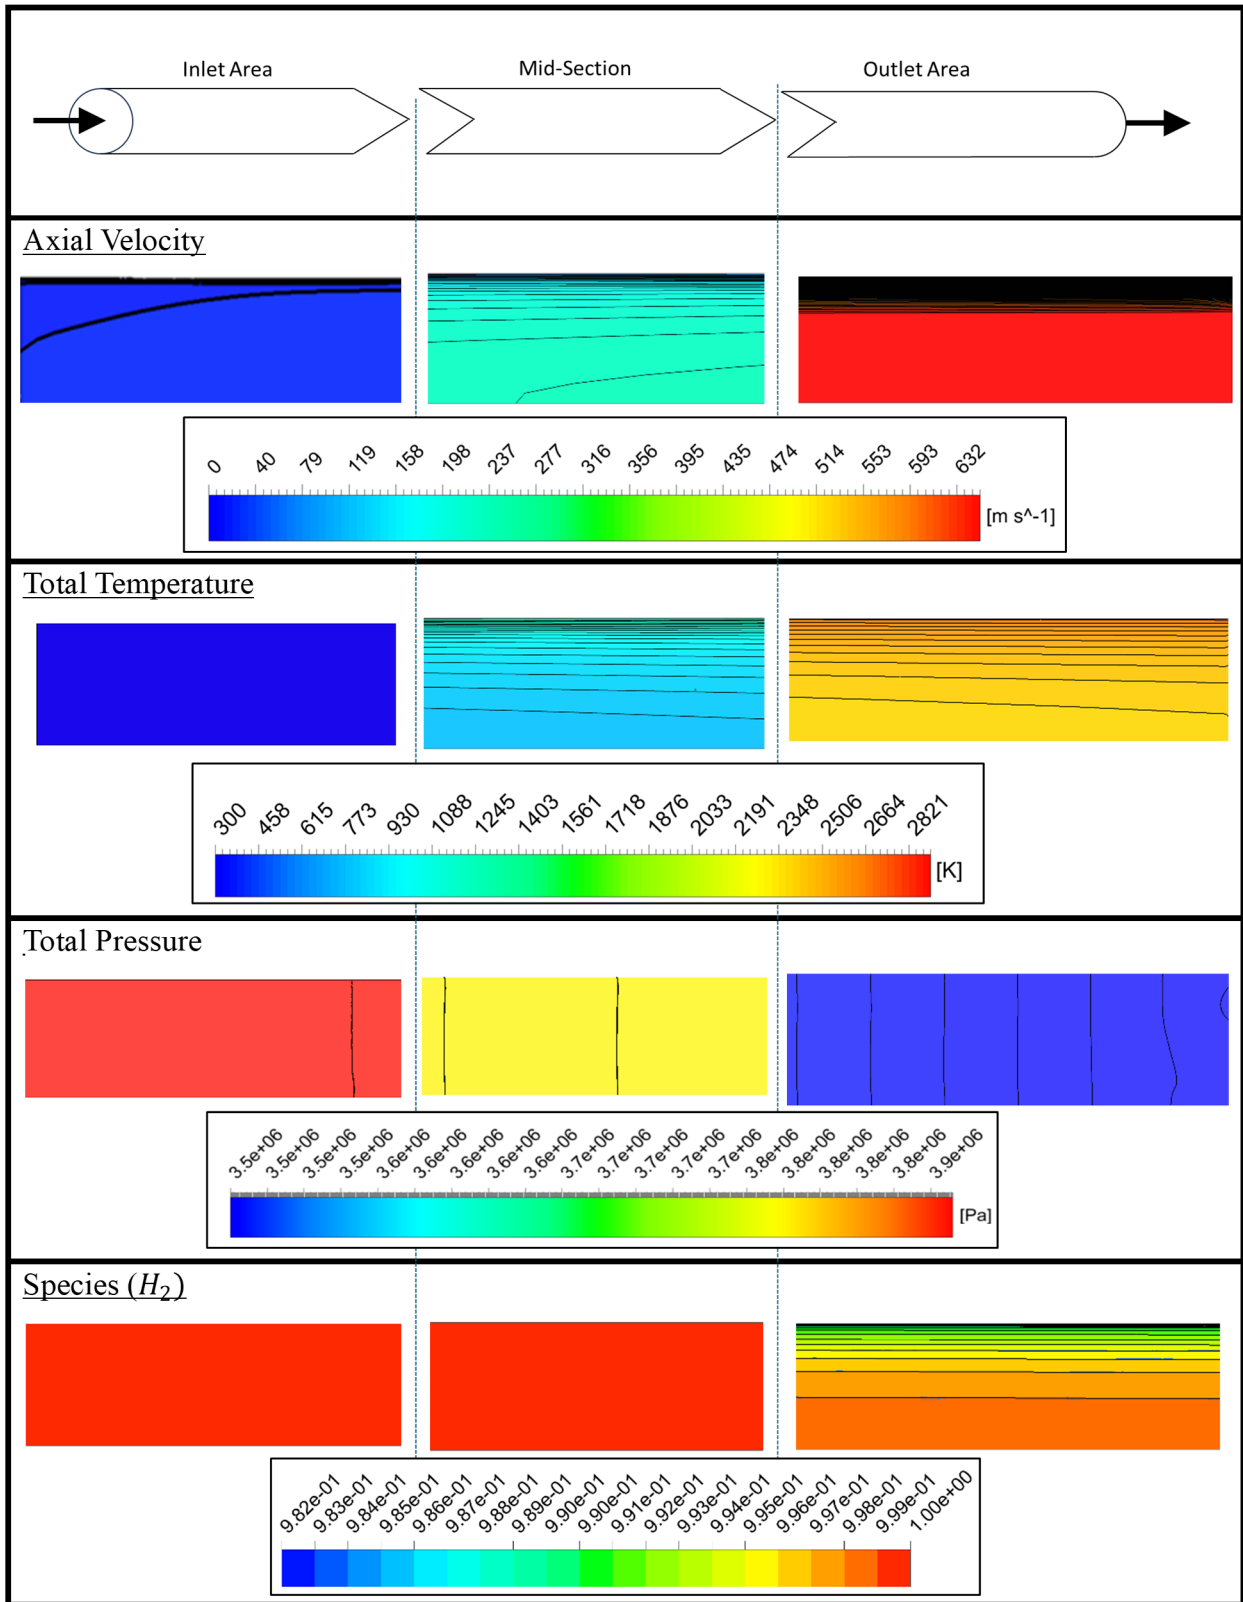 Inlet Area Mid-Section Outlet Area
Axial Velocity
0 40 79 119 158 198 237 277 316 356 395 435 474 514 553 593 632
[m s^-1]
Total Temperature
300 458 615 773 930 1088 1245 1403 1561 1718 1876 2033 2191 2348 2506 2664 2821
[K]
Total Pressure
3.5e+06 3.5e+06 3.5e+06 3.5e+06 3.6e+06 3.6e+06 3.6e+06 3.6e+06 3.6e+06 3.7e+06 3.7e+06 3.7e+06 3.7e+06 3.8e+06 3.8e+06 3.8e+06 3.8e+06 3.9e+06
[Pa]
Species (H₂)
9.82e-01 9.83e-01 9.84e-01 9.85e-01 9.86e-01 9.87e-01 9.88e-01 9.89e-01 9.90e-01 9.90e-01 9.91e-01 9.92e-01 9.93e-01 9.94e-01 9.95e-01 9.96e-01 9.97e-01 9.98e-01 9.99e-01 1.00e+00